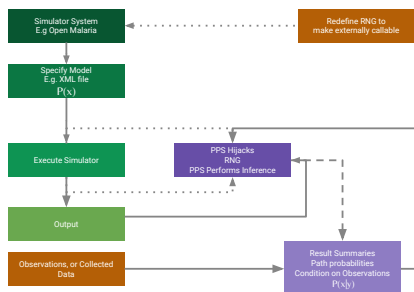 Simulator System
E.g Open Malaria
Redefine RNG to
make externally callable
Specify Model
E.g. XML file
P(x)
Execute Simulator
PPS Hijacks
RNG
PPS Performs Inference
Output
Observations, or Collected
Data
Result Summaries
Path probabilities
Condition on Observations
P(x|y)